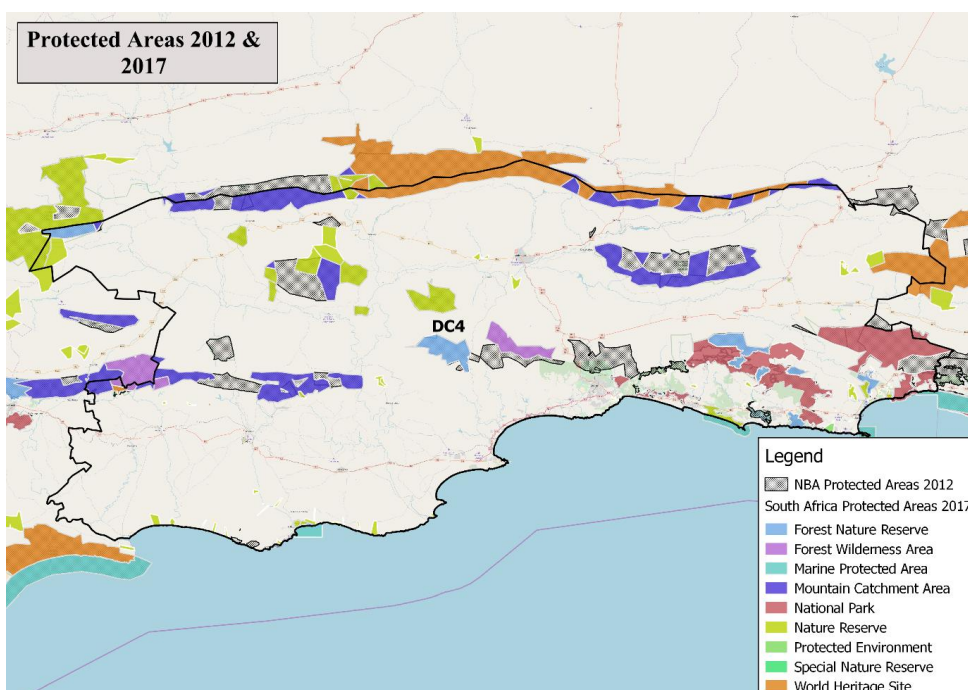 Protected Areas 2012 &
2017
DC4
Legend
NBA Protected Areas 2012
South Africa Protected Areas 2017
Forest Nature Reserve
Forest Wilderness Area
Marine Protected Area
Mountain Catchment Area
National Park
Nature Reserve
Protected Environment
Special Nature Reserve
World Heritage Site